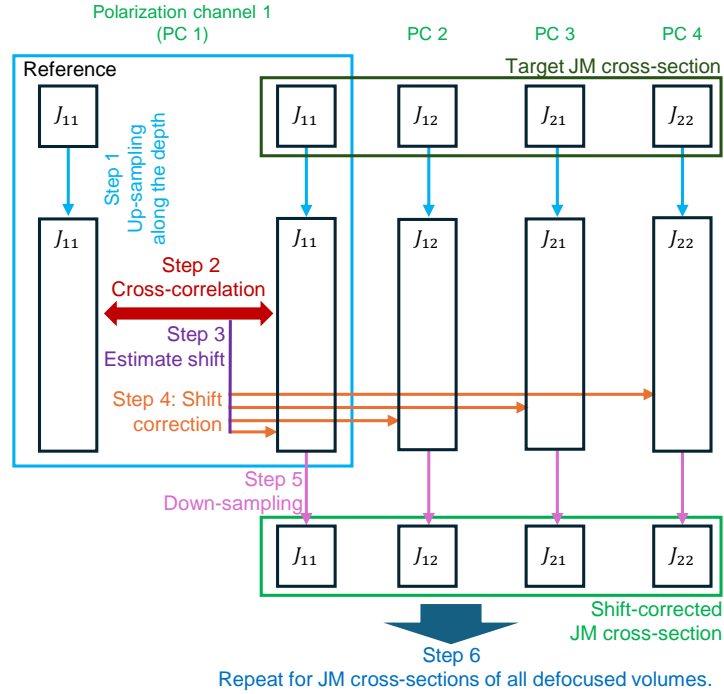 Polarization channel 1
(PC 1)
PC 2
PC 3
PC 4
Reference
Target JM cross-section
J₁₁
J₁₁
J₁₂
J₂₁
J₂₂
Step 1
Up-sampling
along the depth
J₁₁
J₁₁
J₁₂
J₂₁
J₂₂
Step 2
Cross-correlation
Step 3
Estimate shift
Step 4: Shift
correction
Step 5
Down-sampling
J₁₁
J₁₂
J₂₁
J₂₂
Shift-corrected
JM cross-section
Step 6
Repeat for JM cross-sections of all defocused volumes.